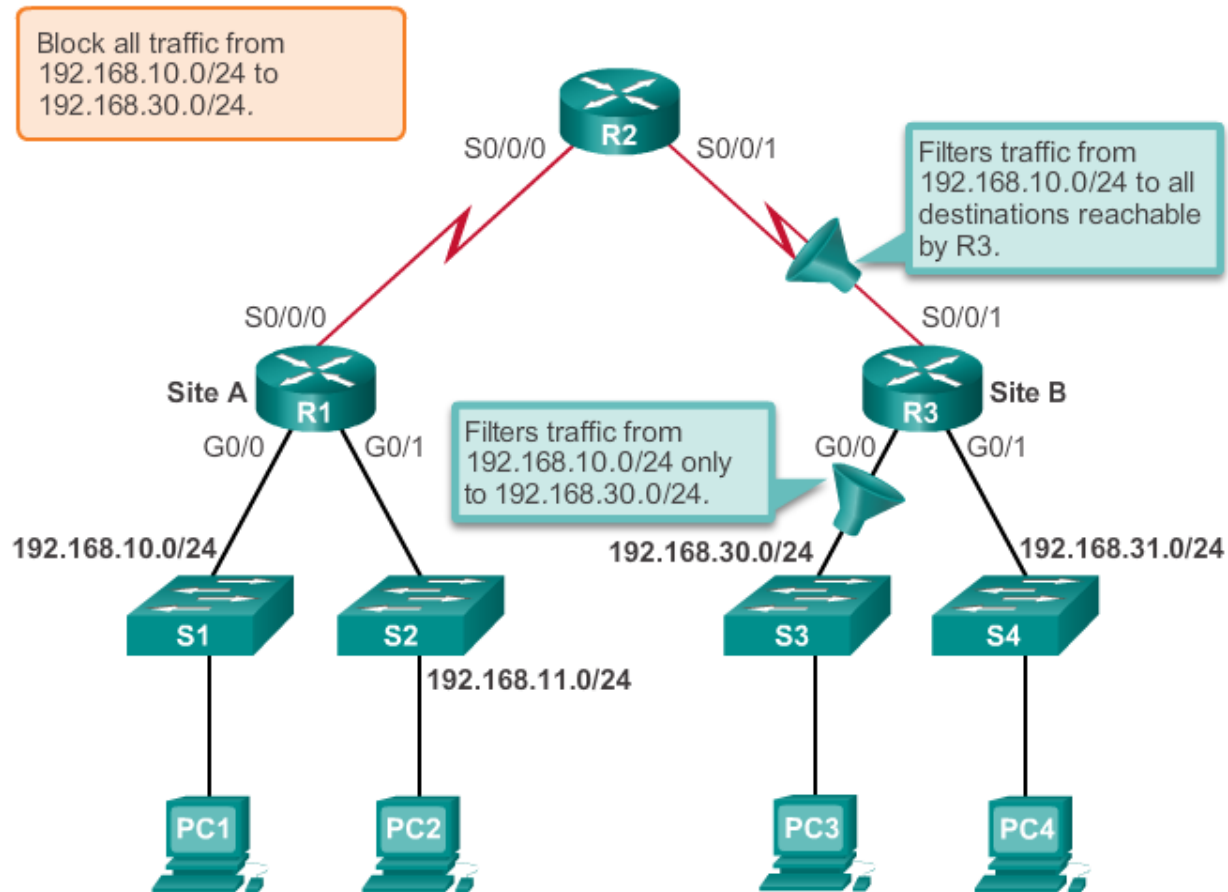 Block all traffic from
192.168.10.0/24 to
192.168.30.0/24.
R2
S0/0/0
S0/0/1
Filters traffic from
192.168.10.0/24 to all
destinations reachable
by R3.
S0/0/0
S0/0/1
Site A
R1
R3
Site B
G0/0
G0/1
Filters traffic from
192.168.10.0/24 only
to 192.168.30.0/24.
G0/0
G0/1
192.168.10.0/24
192.168.30.0/24
192.168.31.0/24
S1
S2
S3
S4
192.168.11.0/24
PC1
PC2
PC3
PC4